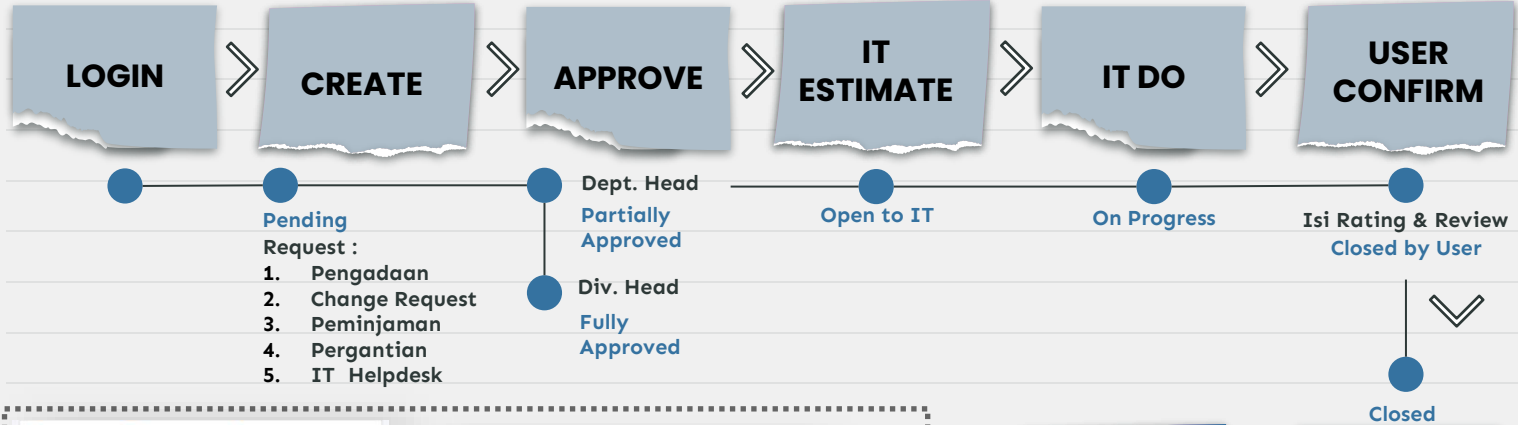 LOGIN
CREATE
APPROVE
IT
ESTIMATE
IT DO
USER
CONFIRM
Pending
Request :
1. Pengadaan
2. Change Request
3. Peminjaman
4. Pergantian
5. IT Helpdesk
Dept. Head
Partially
Approved
Div. Head
Fully
Approved
Open to IT
On Progress
Isi Rating & Review
Closed by User
Closed